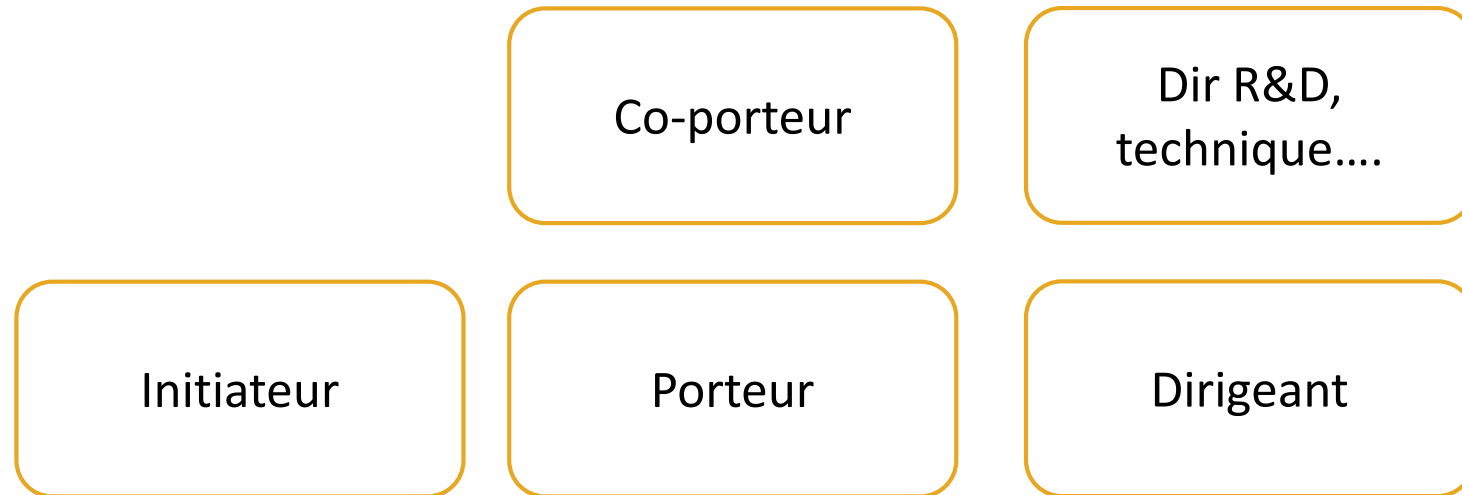 Co-porteur
Dir R&D,
technique....
Initiateur
Porteur
Dirigeant